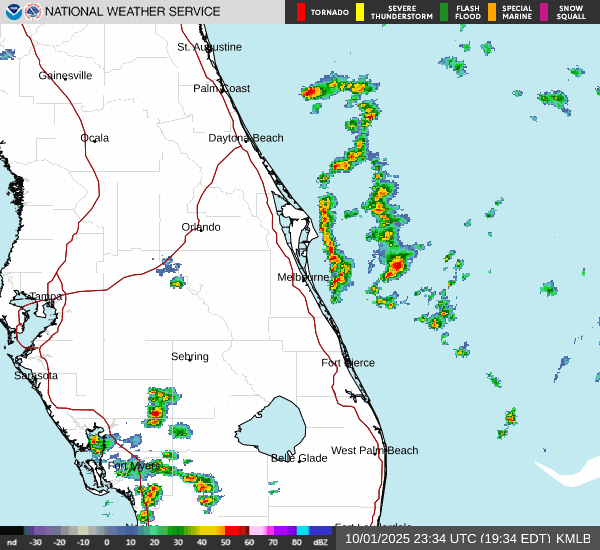 NATIONAL WEATHER SERVICE
TORNADO
SEVERE THUNDERSTORM
FLASH FLOOD
SPECIAL MARINE
SNOW SQUALL
St. Augustine
Gainesville
Palm Coast
Ocala
Daytona Beach
Orlando
Melbourne
Tampa
Sebring
Fort Pierce
Sarasota
West Palm Beach
Belle Glade
Fort Myers
nd -30 -20 -10 0 10 20 30 40 50 60 70 80 dBZ
10/01/2025 23:34 UTC (19:34 EDT) KMLB